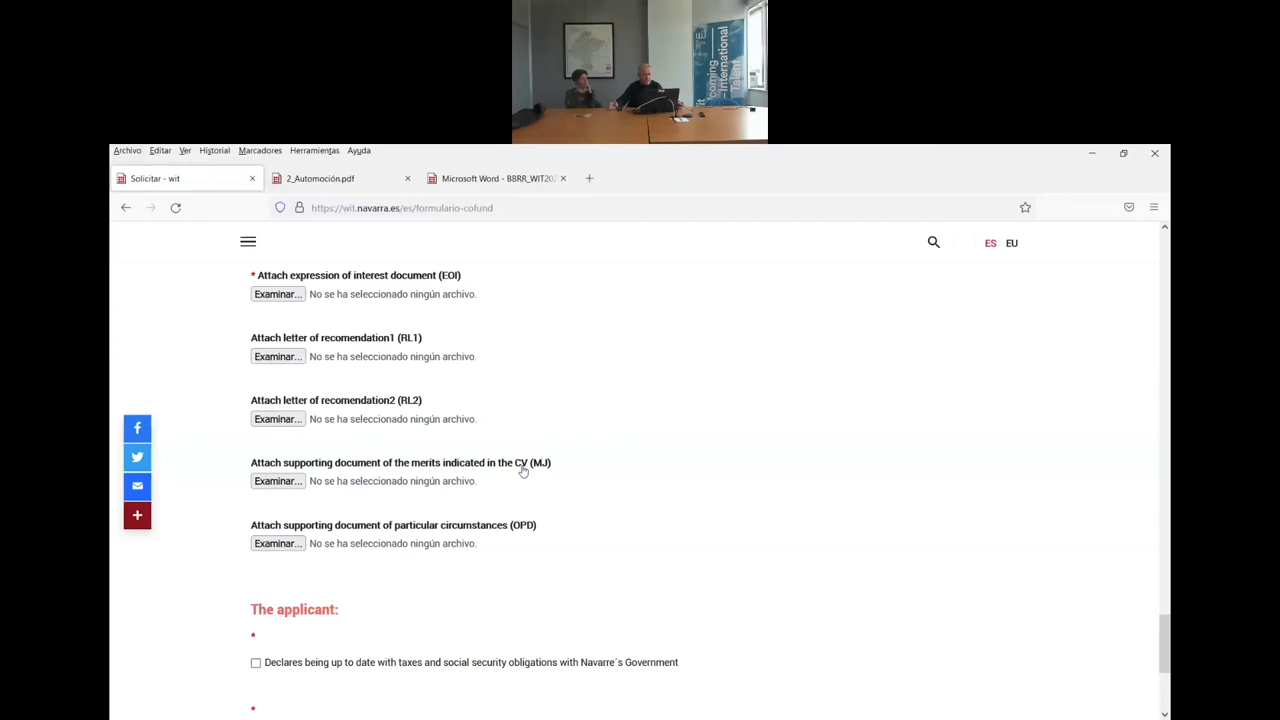 coming
International
Talent
Archivo Editar Ver Historial Marcadores Herramientas Ayuda
Solicitar - wit
2_Automoción.pdf
Microsoft Word - BBRR_WIT202
https://wit.navarra.es/es/formulario-cofund
ES EU
* Attach expression of interest document (EOI)
Examinar... No se ha seleccionado ningún archivo.
Attach letter of recomendation1 (RL1)
Examinar... No se ha seleccionado ningún archivo.
Attach letter of recomendation2 (RL2)
Examinar... No se ha seleccionado ningún archivo.
Attach supporting document of the merits indicated in the CV (MJ)
Examinar... No se ha seleccionado ningún archivo.
Attach supporting document of particular circumstances (OPD)
Examinar... No se ha seleccionado ningún archivo.
The applicant:
*
Declares being up to date with taxes and social security obligations with Navarre´s Government
*